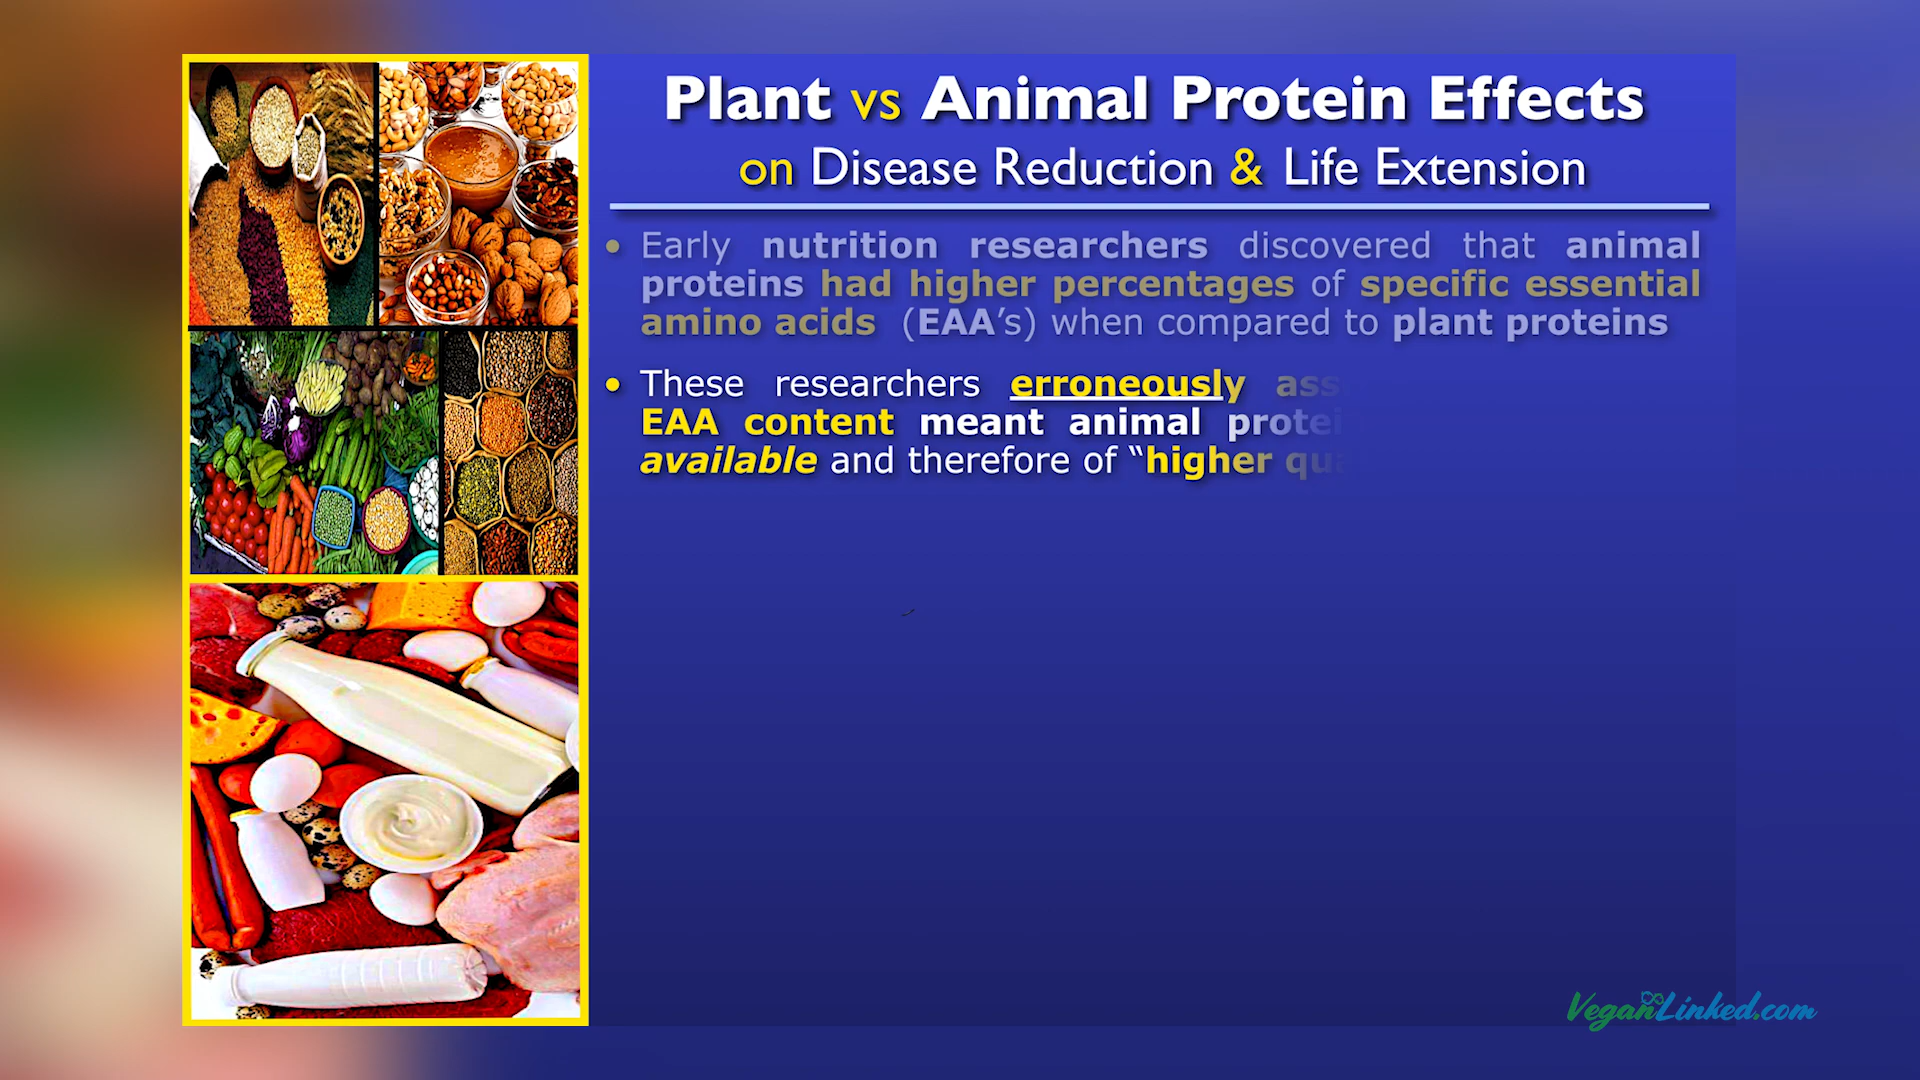 Plant vs Animal Protein Effects
on Disease Reduction & Life Extension
• Early nutrition researchers discovered that animal
proteins had higher percentages of specific essential
amino acids (EAA’s) when compared to plant proteins
• These researchers erroneously
EAA content meant animal
available and therefore of “higher
VeganLinked.com